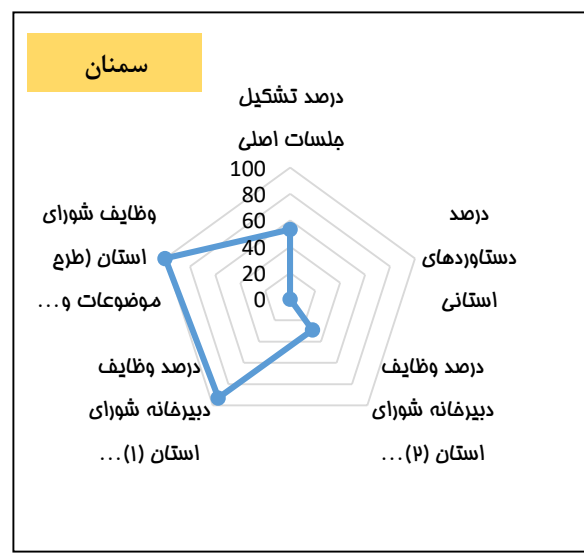 سمنان
درصد تشکیل
جلسات اصلی
درصد
دستاوردهای
استانی
درصد وظایف
دبیرخانه شورای
استان (۲)...
درصد وظایف
دبیرخانه شورای
استان (۱)...
وظایف شورای
استان (طرح
موضوعات و...
100
80
60
40
20
0